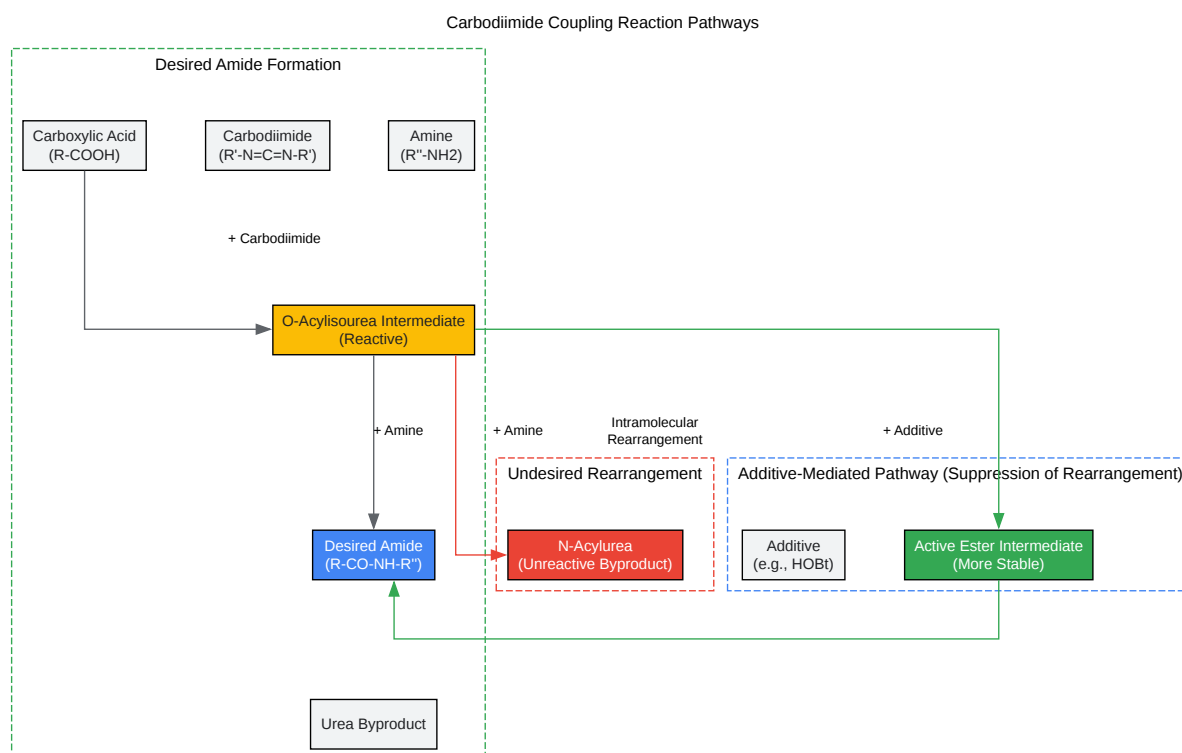 Carbodiimide Coupling Reaction Pathways
Desired Amide Formation
Carboxylic Acid
(R-COOH)
Carbodiimide
(R'-N=C=N-R')
Amine
(R"-NH2)
+ Carbodiimide
O-Acylisourea Intermediate
(Reactive)
+ Amine
+ Amine
Intramolecular
Rearrangement
+ Additive
Undesired Rearrangement
Additive-Mediated Pathway (Suppression of Rearrangement)
Desired Amide
(R-CO-NH-R")
N-Acylurea
(Unreactive Byproduct)
Additive
(e.g., HOBt)
Active Ester Intermediate
(More Stable)
Urea Byproduct